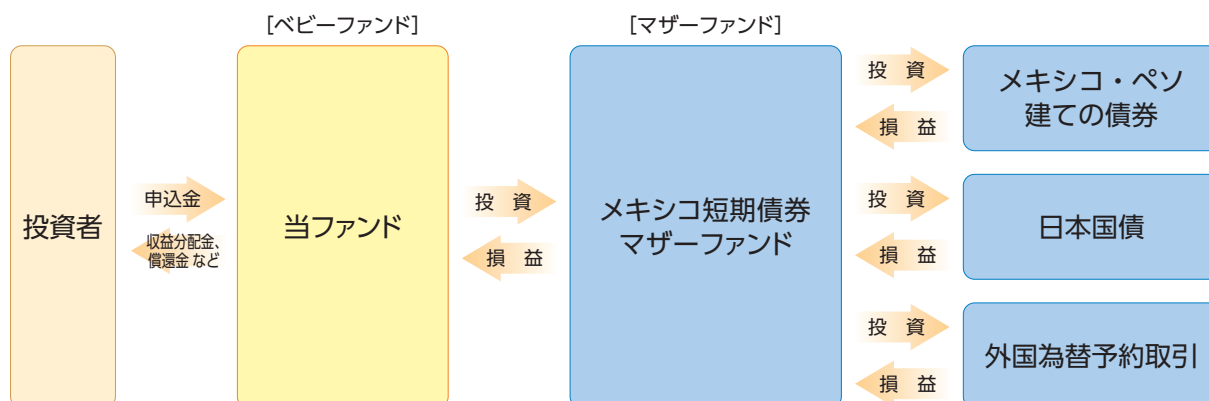 [ベビーファンド]
[マザーファンド]
投資者
申込金
収益分配金、
償還金 など
当ファンド
投 資
損 益
メキシコ短期債券
マザーファンド
投 資
損 益
メキシコ・ペソ
建ての債券
投 資
損 益
日本国債
投 資
損 益
外国為替予約取引